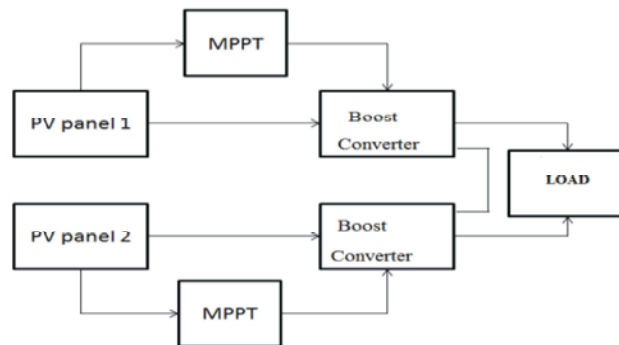 MPPT
PV panel 1
Boost
Converter
LOAD
PV panel 2
Boost
Converter
MPPT